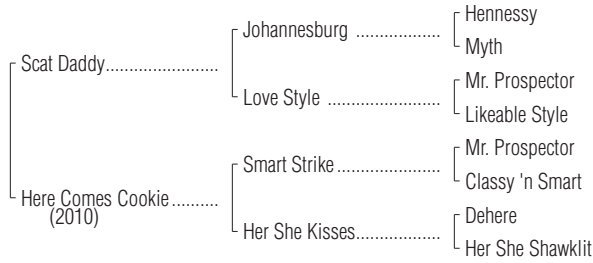 Hennessy
Johannesburg ..................
Myth
Scat Daddy........................
Mr. Prospector
Love Style ........................
Likeable Style
Mr. Prospector
Smart Strike ......................
Classy 'n Smart
Here Comes Cookie..........
(2010)
Dehere
Her She Kisses..................
Her She Shawklit